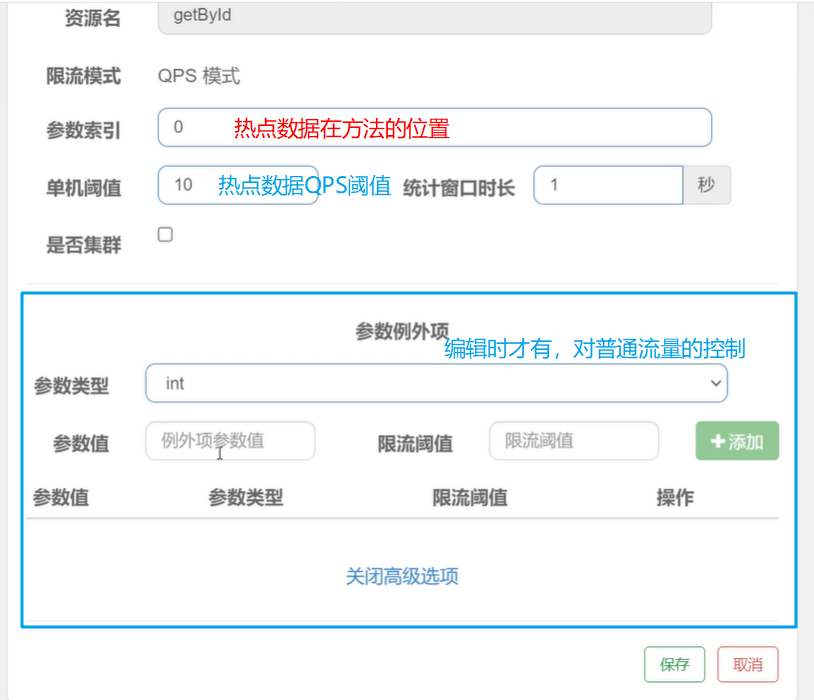 资源名 getById
限流模式 QPS 模式
参数索引 0 热点数据在方法的位置
单机阈值 10 热点数据QPS阈值 统计窗口时长 1 秒
是否集群
参数例外项
编辑时才有，对普通流量的控制
参数类型 int
参数值 例外项参数值 限流阈值 限流阈值 +添加
参数值 参数类型 限流阈值 操作
关闭高级选项
保存 取消